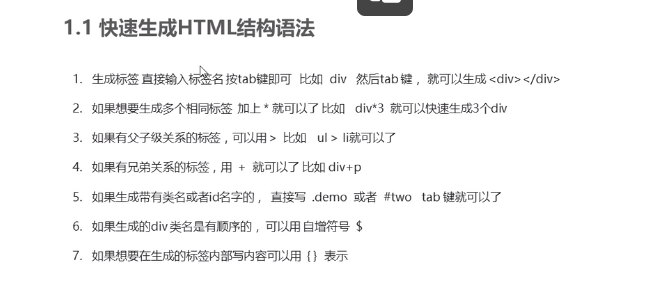 1.1 快速生成HTML结构语法
1. 生成标签 直接输入标签名 按tab键即可 比如 div 然后tab 键， 就可以生成 <div></div>
2. 如果想要生成多个相同标签 加上 * 就可以了 比如 div*3 就可以快速生成3个div
3. 如果有父子级关系的标签，可以用 > 比如 ul > li就可以了
4. 如果有兄弟关系的标签，用 + 就可以了 比如 div+p
5. 如果生成带有类名或者id名字的， 直接写 .demo 或者 #two tab 键就可以了
6. 如果生成的div 类名是有顺序的， 可以用 自增符号 $
7. 如果想要在生成的标签内部写内容可以用 { } 表示